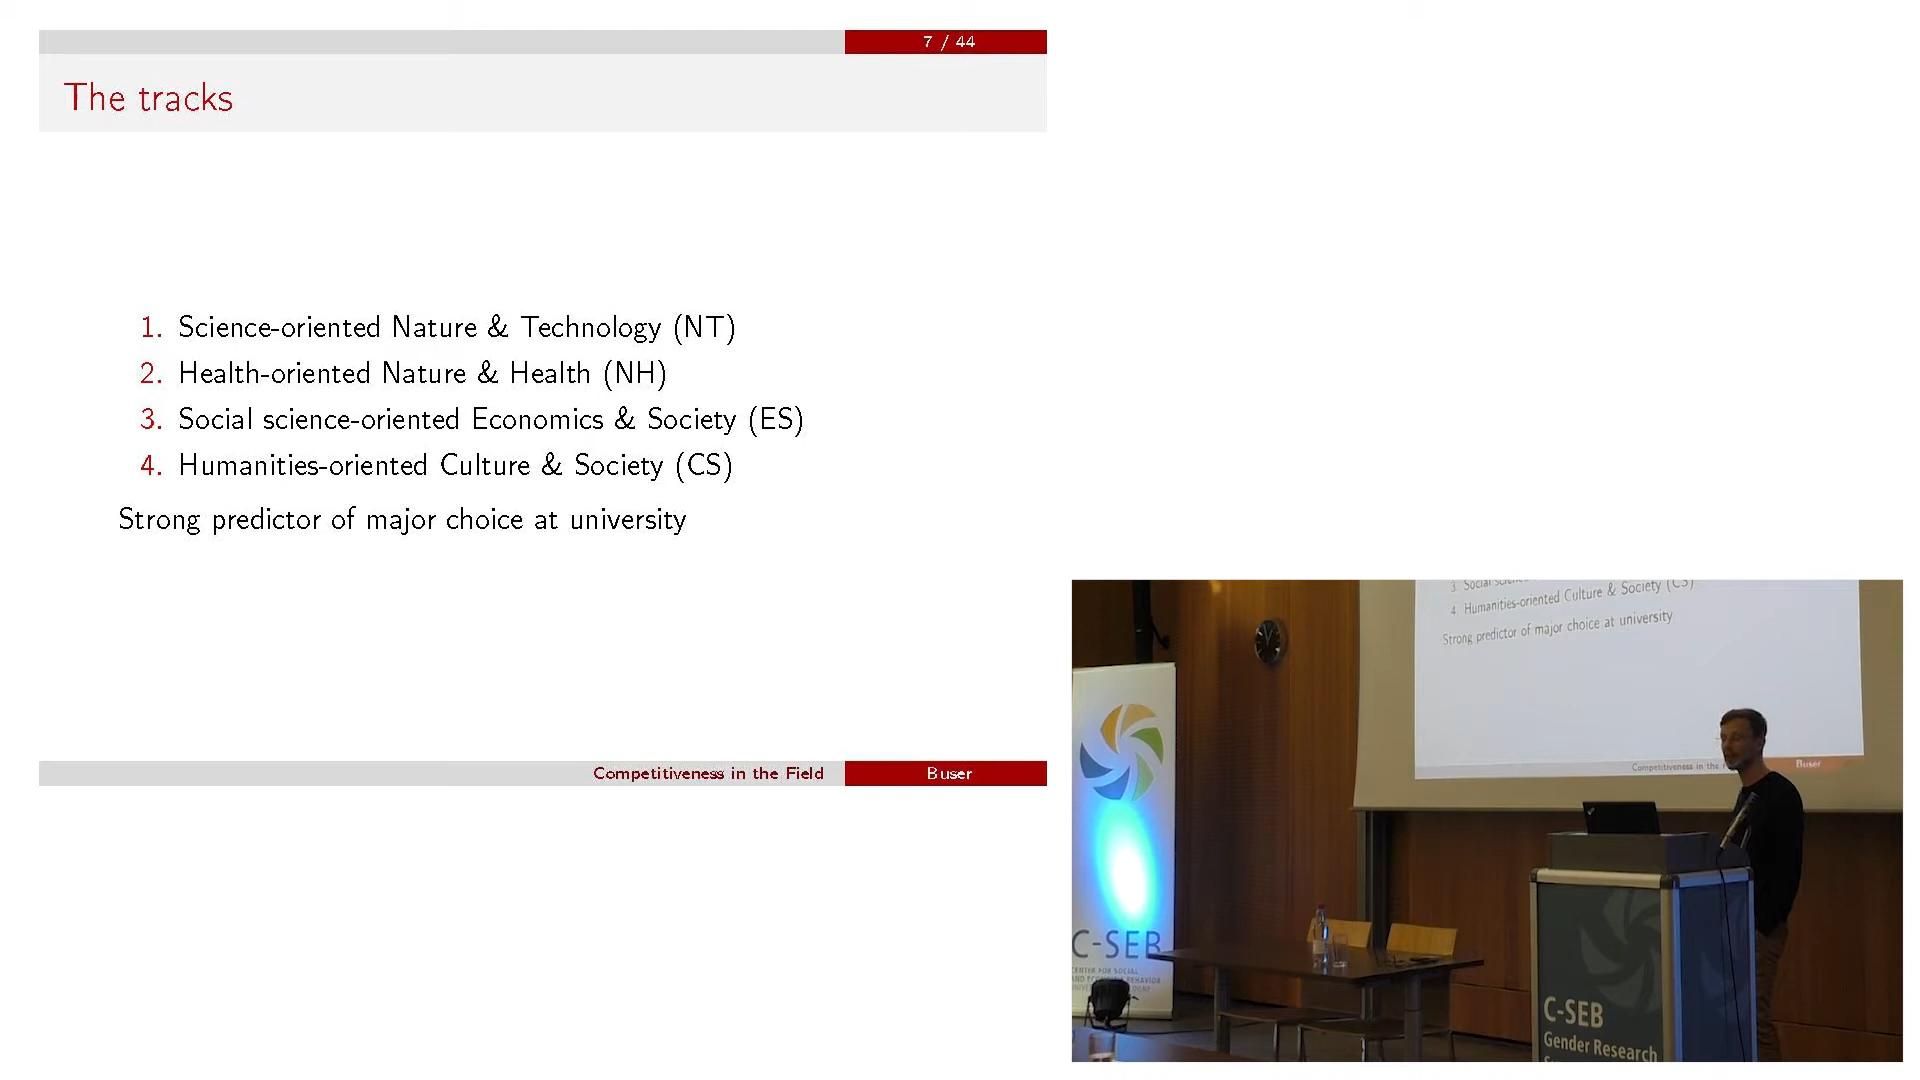 7 / 44
The tracks
1. Science-oriented Nature & Technology (NT)
2. Health-oriented Nature & Health (NH)
3. Social science-oriented Economics & Society (ES)
4. Humanities-oriented Culture & Society (CS)
Strong predictor of major choice at university
Competitiveness in the Field
Buser
3. Social
4. Humanities-oriented Culture & Society (CS)
Strong predictor of major choice at university
Competitiveness in the
Buser
C-SEB
CENTER FOR SOCIAL
C-SEB
Gender Research